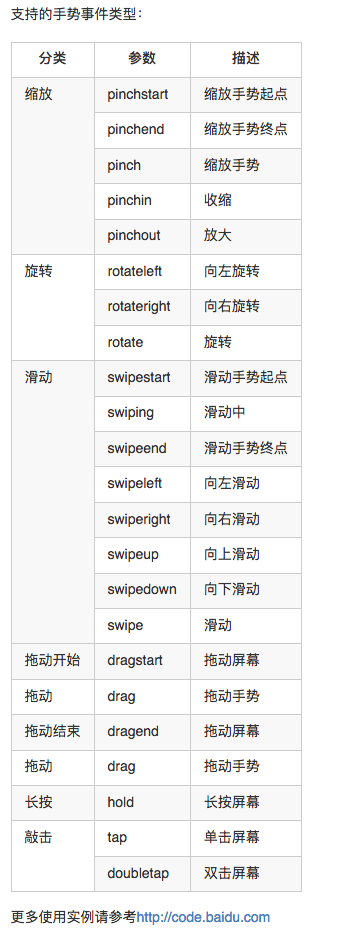 支持的手势事件类型：
分类 参数 描述
缩放 pinchstart 缩放手势起点
pinchend 缩放手势终点
pinch 缩放手势
pinchin 收缩
pinchout 放大
旋转 rotateleft 向左旋转
rotateright 向右旋转
rotate 旋转
滑动 swipestart 滑动手势起点
swiping 滑动中
swipeend 滑动手势终点
swipeleft 向左滑动
swiperight 向右滑动
swipeup 向上滑动
swipedown 向下滑动
swipe 滑动
拖动开始 dragstart 拖动屏幕
拖动 drag 拖动手势
拖动结束 dragend 拖动屏幕
拖动 drag 拖动手势
长按 hold 长按屏幕
敲击 tap 单击屏幕
doubletap 双击屏幕
更多使用实例请参考http://code.baidu.com